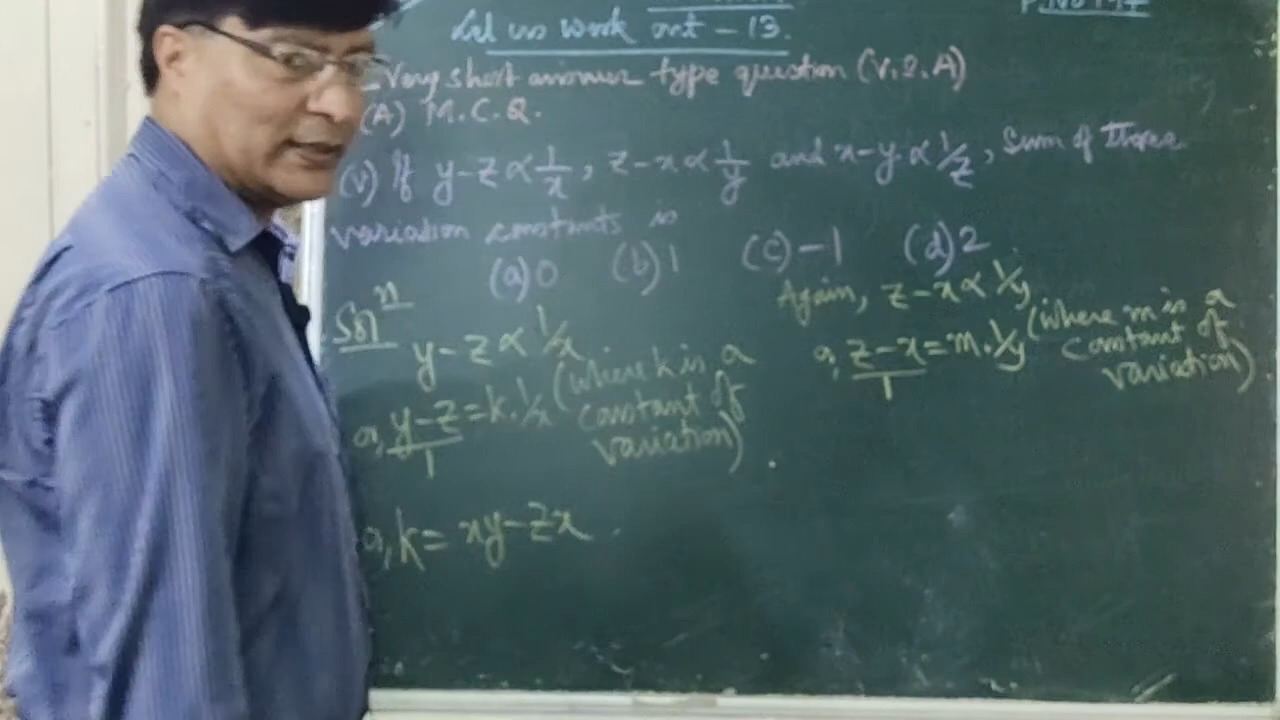 Let us work out - 13.
Very short answer type question (V.S.A)
(A) M.C.Q.
(v) If y-z∝1/x, z-x∝1/y and x-y∝1/z, Sum of three
variation constants is
(a) 0 (b) 1 (c) -1 (d) 2
Solⁿ
y-z∝1/x
or, y-z/1=k.1/x (where k is a
constant of
variation)
or, k= xy-zx
Again, z-x∝1/y
or, z-x/1=m.1/y (where m is a
constant of
variation)